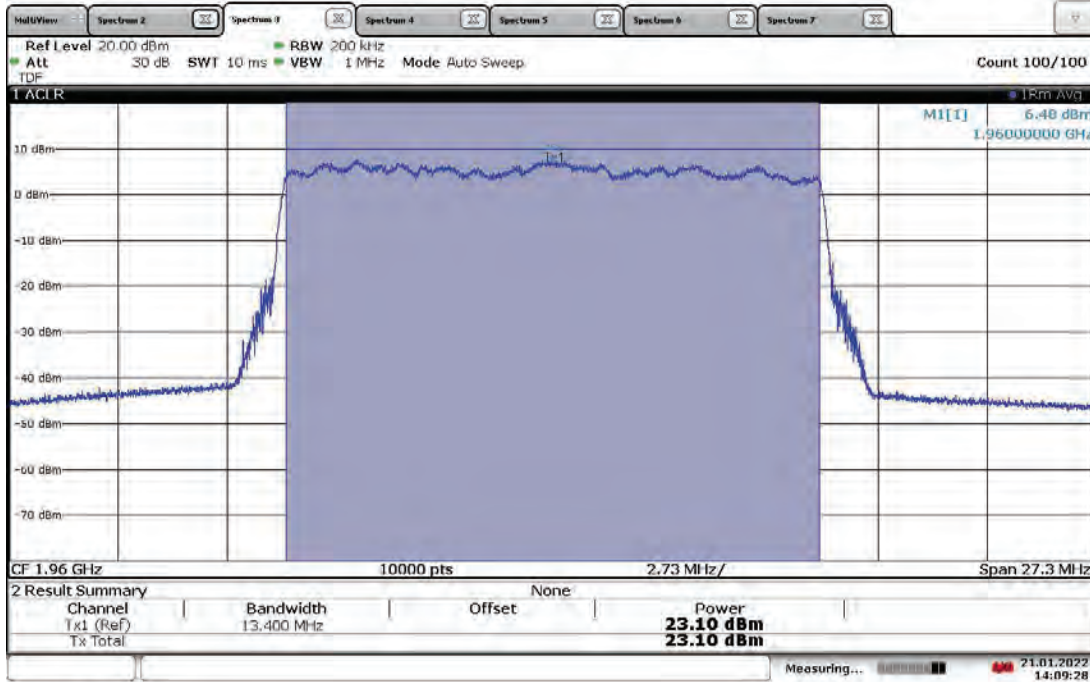 MultiView Spectrum 2 Spectrum 3 Spectrum 4 Spectrum 5 Spectrum 6 Spectrum 7
Ref Level 20.00 dBm RBW 200 kHz
Att 30 dB SWT 10 ms VBW 1 MHz Mode Auto Sweep Count 100/100
TDF
1 ACLR 1Rm Avg
M1[1] 6.48 dBm
1.96000000 GHz
10 dBm
Tx1
0 dBm
-10 dBm
-20 dBm
-30 dBm
-40 dBm
-50 dBm
-60 dBm
-70 dBm
CF 1.96 GHz 10000 pts 2.73 MHz/ Span 27.3 MHz
2 Result Summary None
Channel Bandwidth Offset Power
Tx1 (Ref) 13.400 MHz 23.10 dBm
Tx Total 23.10 dBm
Measuring... 21.01.2022
14:09:28